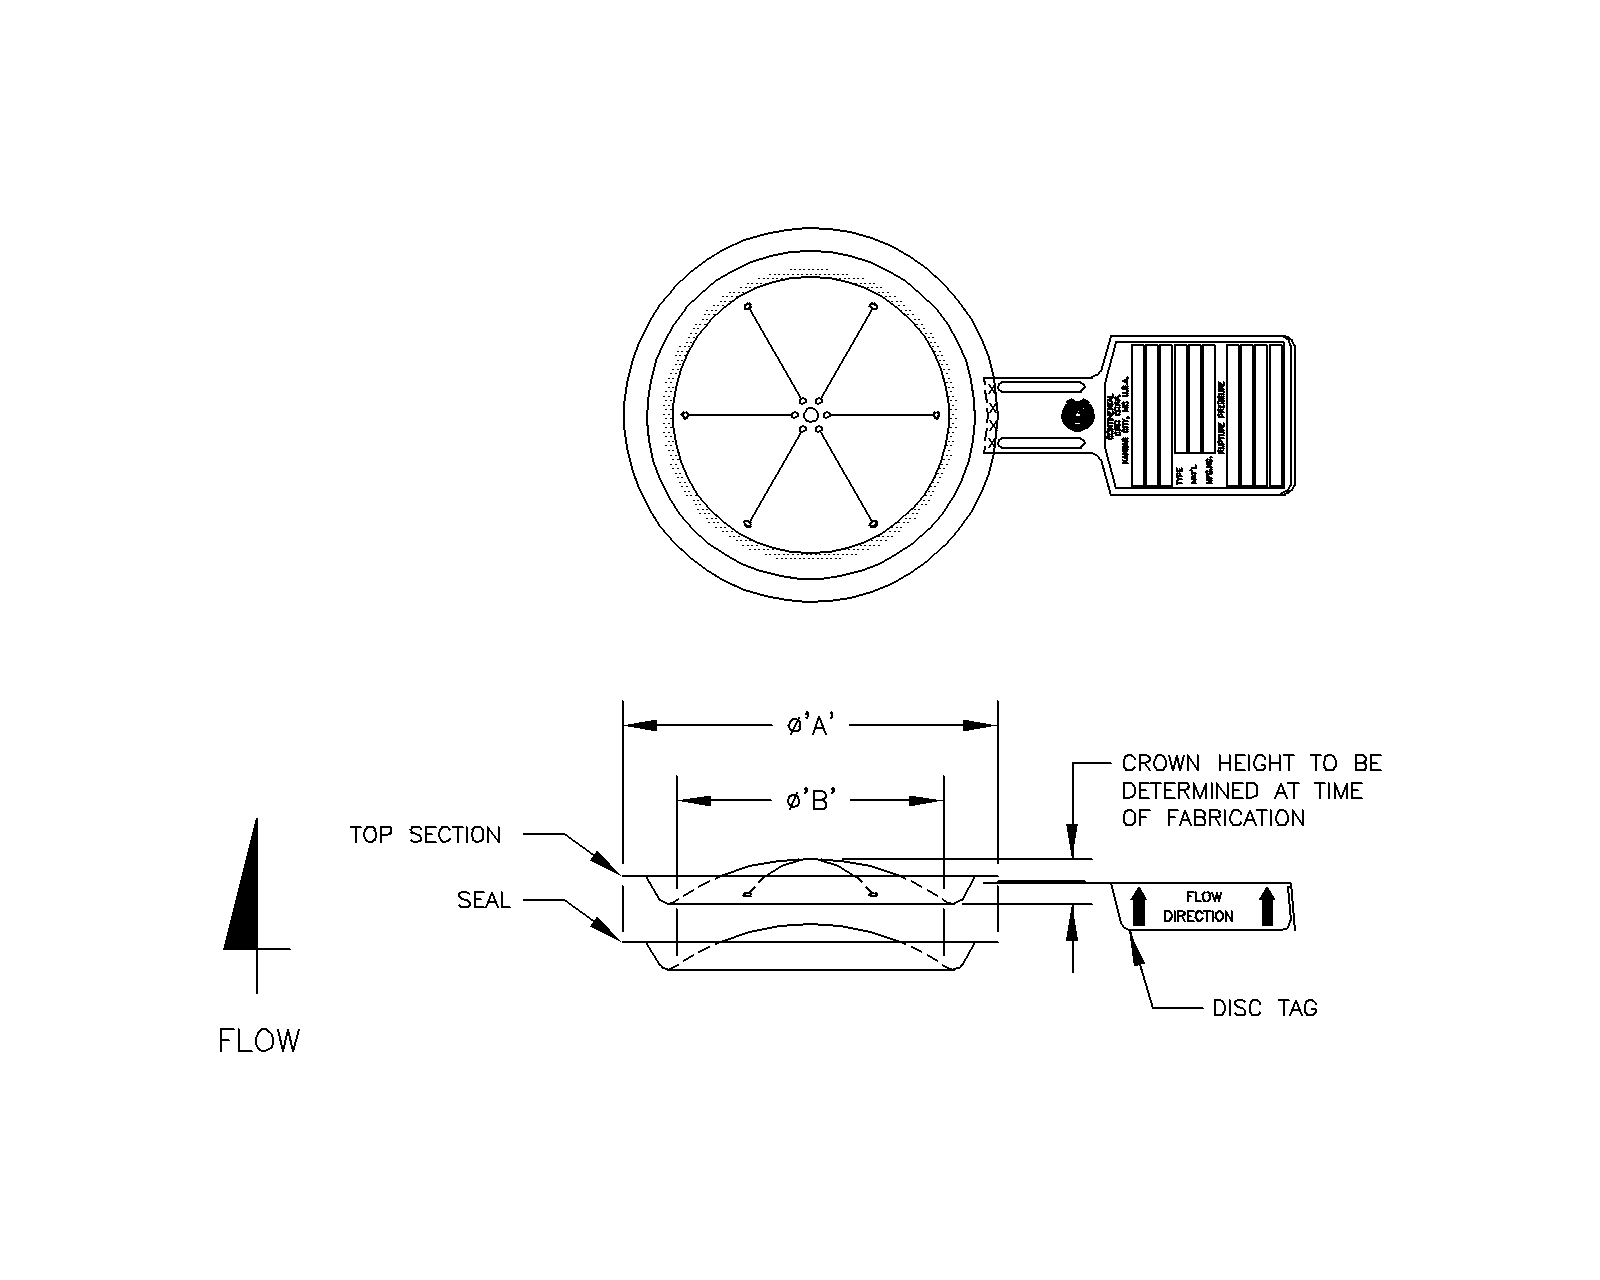 CONTINENTAL
DISC CORP.
KANSAS CITY, MO U.S.A.
TYPE
MAT'L
MFG.NO.
RUPTURE PRESSURE
ø'A'
CROWN HEIGHT TO BE
DETERMINED AT TIME
OF FABRICATION
ø'B'
TOP SECTION
SEAL
FLOW
DIRECTION
DISC TAG
FLOW